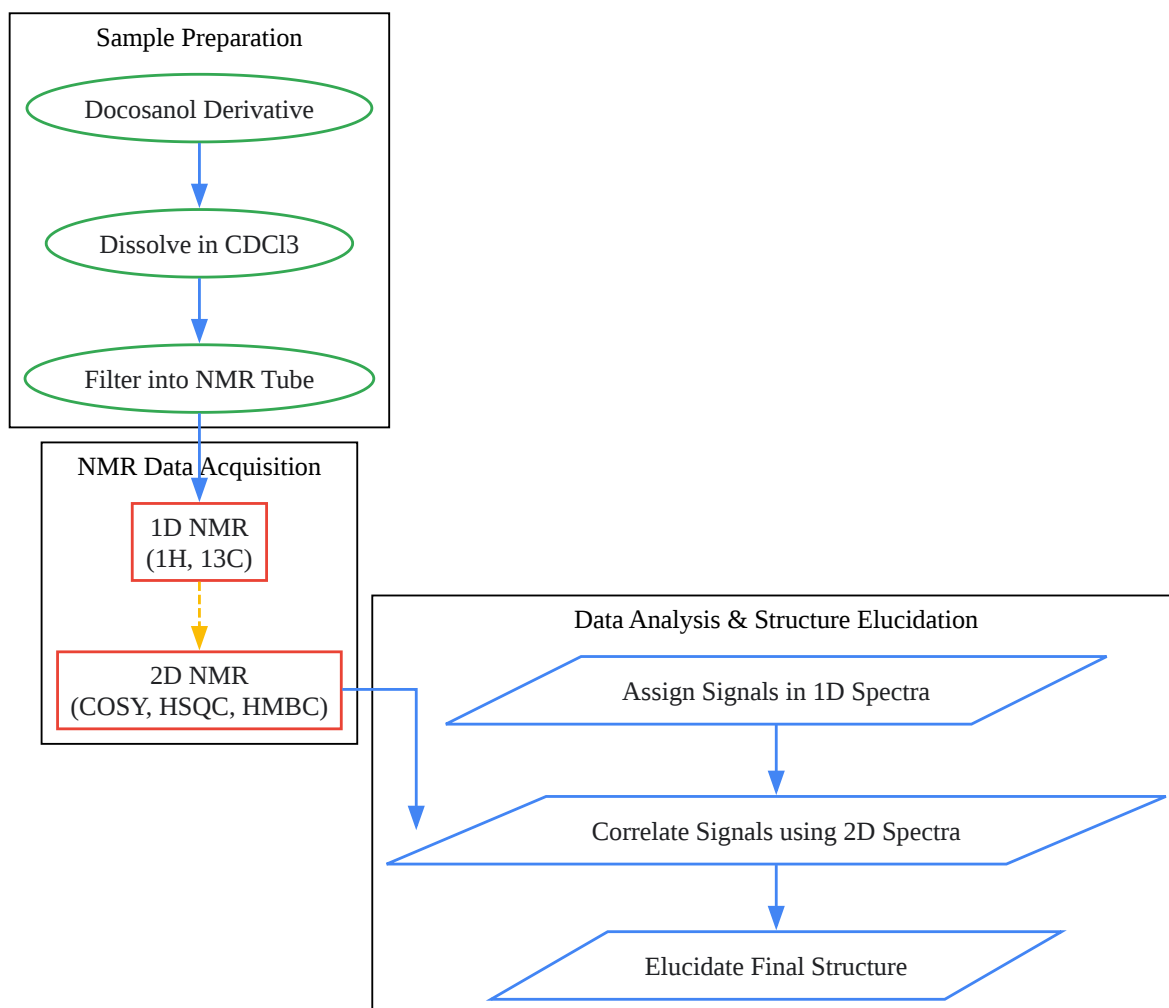 Sample Preparation
Docosanol Derivative
Dissolve in CDCl3
Filter into NMR Tube
NMR Data Acquisition
1D NMR
(1H, 13C)
2D NMR
(COSY, HSQC, HMBC)
Data Analysis & Structure Elucidation
Assign Signals in 1D Spectra
Correlate Signals using 2D Spectra
Elucidate Final Structure